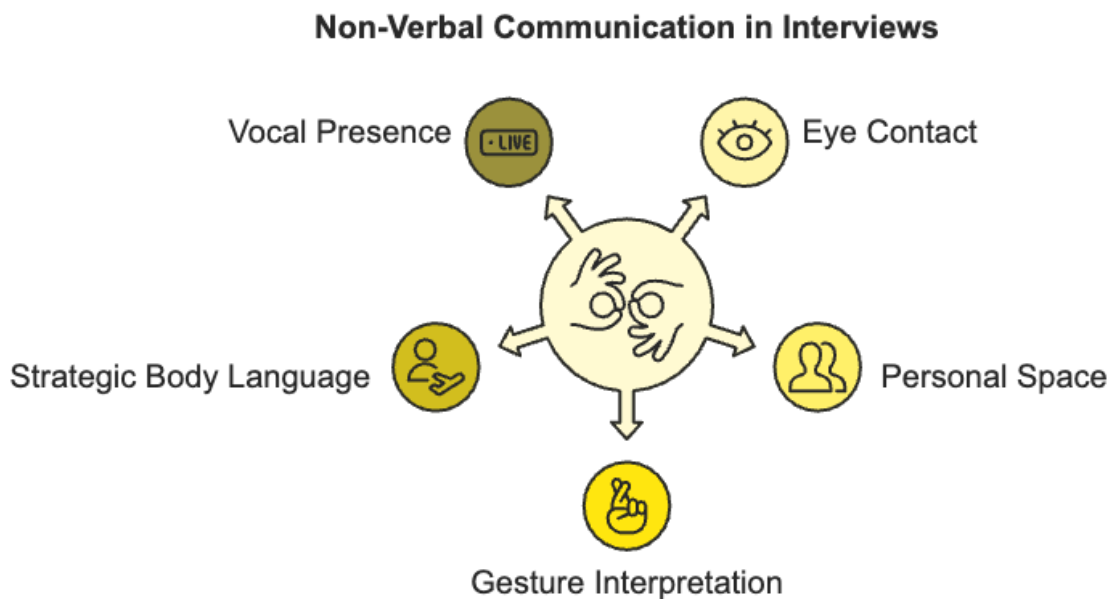 Non-Verbal Communication in Interviews
Vocal Presence
· LIVE
Eye Contact
Strategic Body Language
Personal Space
Gesture Interpretation